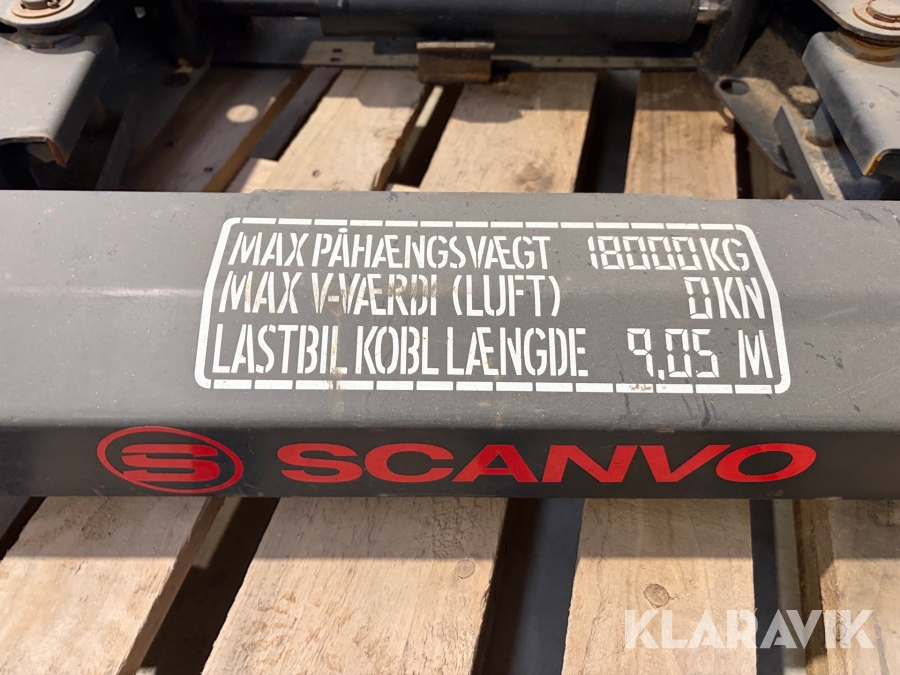 MAX PÅHÆNGSVÆGT 18000KG
MAX V-VÆRDI (LUFT) 0KN
LASTBIL KOBL LÆNGDE 9.05 M
S SCANVO
KLARAVIK